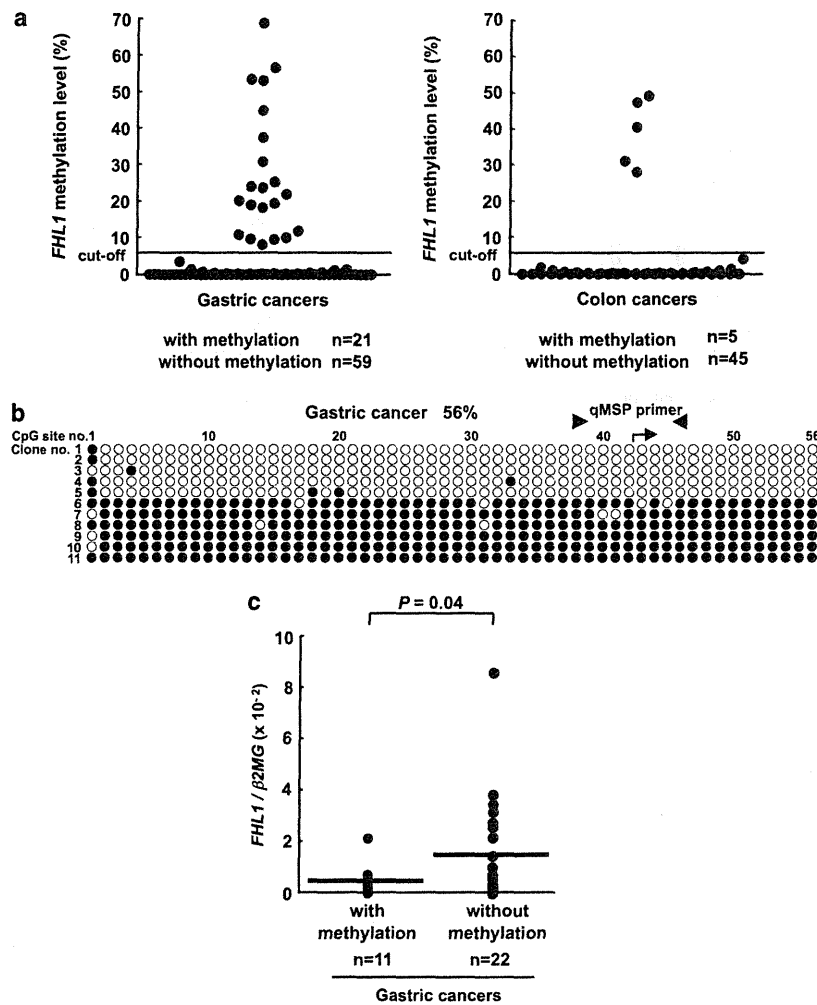 a
FHL1 methylation level (%)
70
60
50
40
30
20
10
cut-off
0
Gastric cancers
with methylation n=21
without methylation n=59
FHL1 methylation level (%)
70
60
50
40
30
20
10
cut-off
0
Colon cancers
with methylation n=5
without methylation n=45
b
Gastric cancer 56%
qMSP primer
CpG site no.1 10 20 30 40 50 56
Clone no. 1
2
3
4
5
6
7
8
9
10
11
c
P = 0.04
FHL1 / β2MG (x 10-2)
10
8
6
4
2
0
with methylation
without methylation
n=11 n=22
Gastric cancers